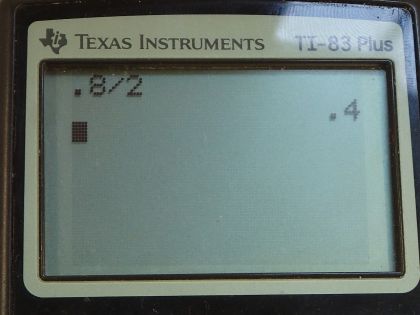 TEXAS INSTRUMENTS TI-83 Plus
.8/2
.4